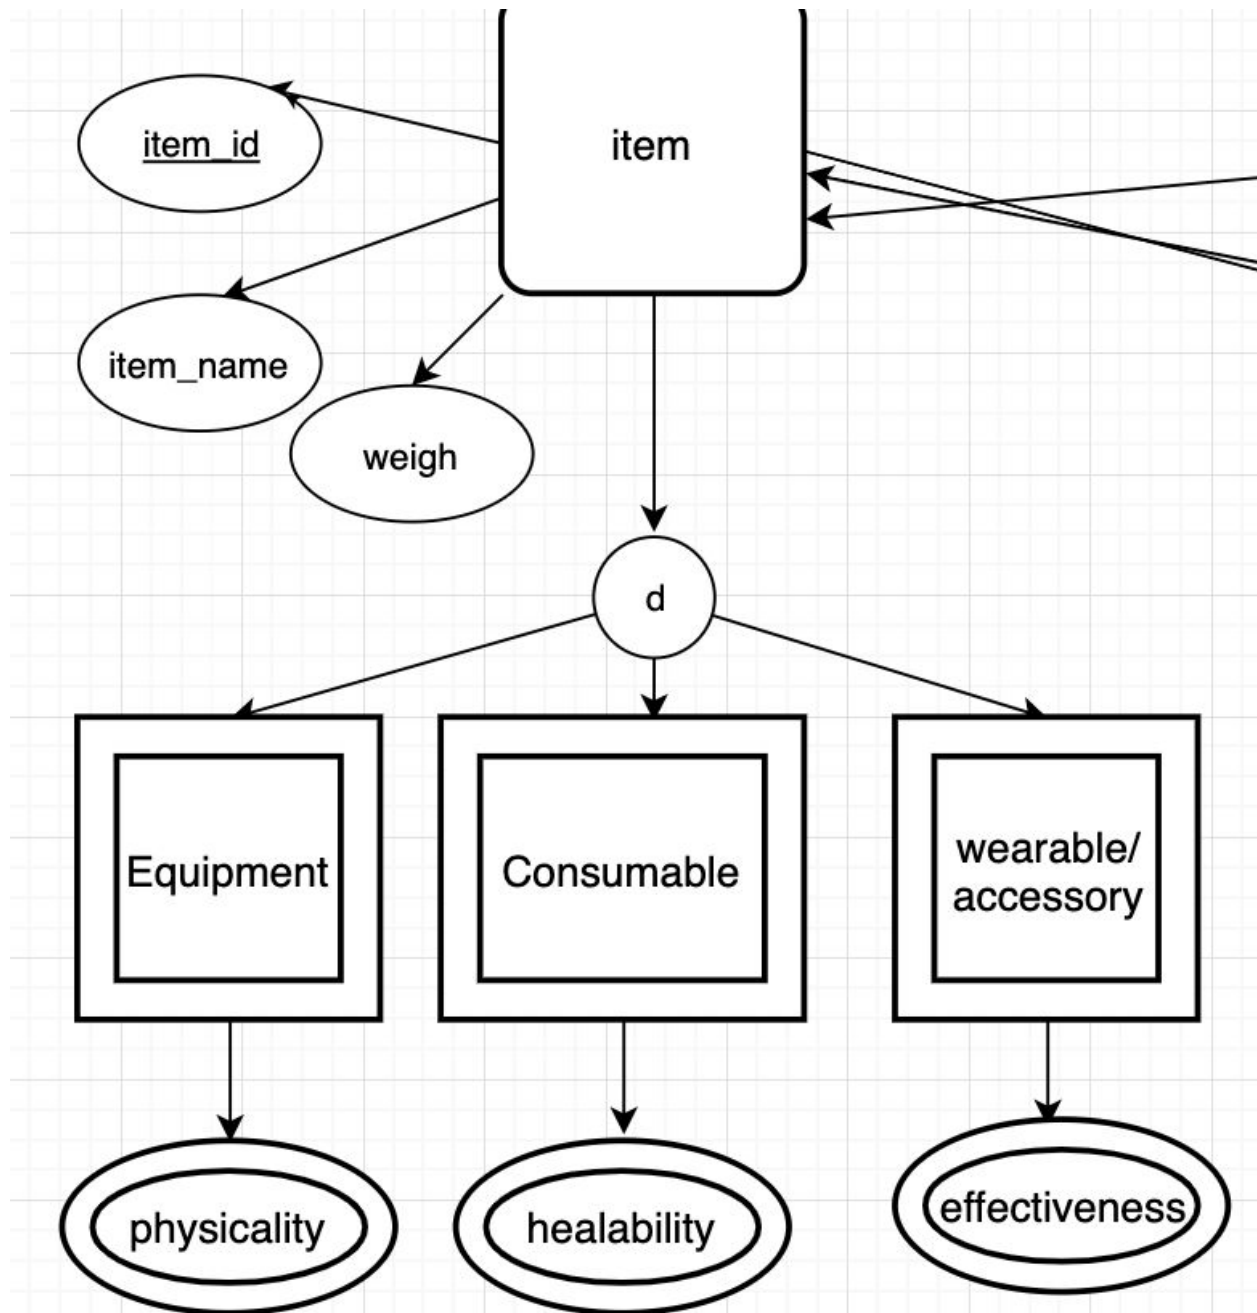 item
item_id
item_name
weigh
d
Equipment
Consumable
wearable/
accessory
physicality
healability
effectiveness